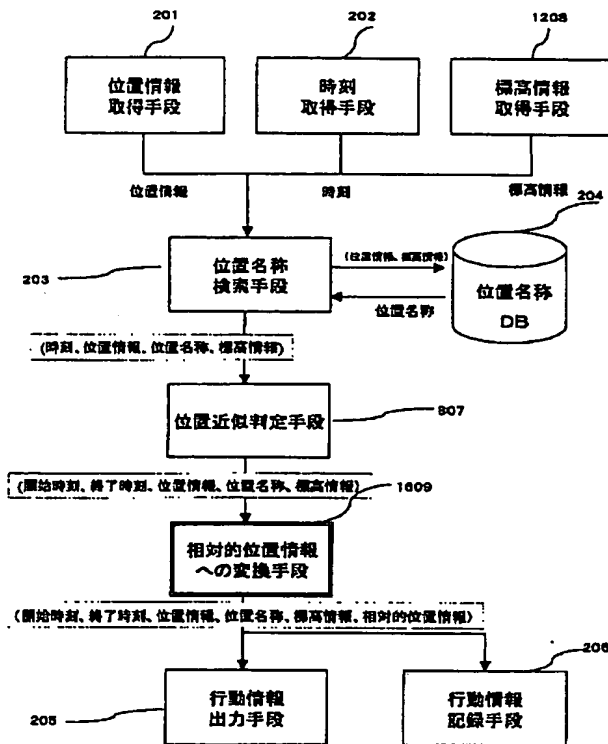 201
202
1208
位置情報
取得手段
時刻
取得手段
標高情報
取得手段
位置情報
時刻
標高情報
204
203
位置名称
検索手段
(位置情報、標高情報)
位置名称
位置名称
DB
(時刻、位置情報、位置名称、標高情報)
807
位置近似判定手段
(開始時刻、終了時刻、位置情報、位置名称、標高情報)
1609
相対的位置情報
への変換手段
(開始時刻、終了時刻、位置情報、位置名称、標高情報、相対的位置情報)
206
205
行動情報
出力手段
行動情報
記録手段